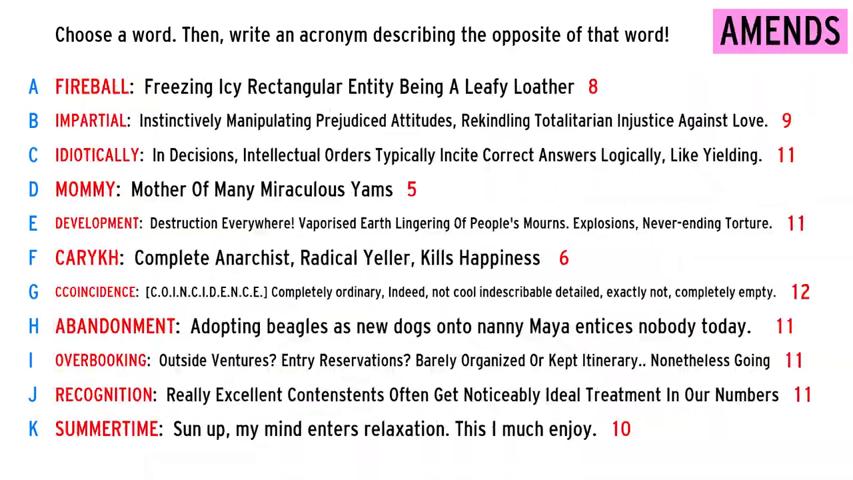 Choose a word. Then, write an acronym describing the opposite of that word!
AMENDS
A FIREBALL: Freezing Icy Rectangular Entity Being A Leafy Loather 8
B IMPARTIAL: Instinctively Manipulating Prejudiced Attitudes, Rekindling Totalitarian Injustice Against Love. 9
C IDIOTICALLY: In Decisions, Intellectual Orders Typically Incite Correct Answers Logically, Like Yielding. 11
D MOMMY: Mother Of Many Miraculous Yams 5
E DEVELOPMENT: Destruction Everywhere! Vaporised Earth Lingering Of People's Mourns. Explosions, Never-ending Torture. 11
F CARYKH: Complete Anarchist, Radical Yeller, Kills Happiness 6
G CCOINCIDENCE: [C.O.I.N.C.I.D.E.N.C.E.] Completely ordinary, Indeed, not cool indescribable detailed, exactly not, completely empty. 12
H ABANDONMENT: Adopting beagles as new dogs onto nanny Maya entices nobody today. 11
I OVERBOOKING: Outside Ventures? Entry Reservations? Barely Organized Or Kept Itinerary.. Nonetheless Going 11
J RECOGNITION: Really Excellent Contenstents Often Get Noticeably Ideal Treatment In Our Numbers 11
K SUMMERTIME: Sun up, my mind enters relaxation. This I much enjoy. 10